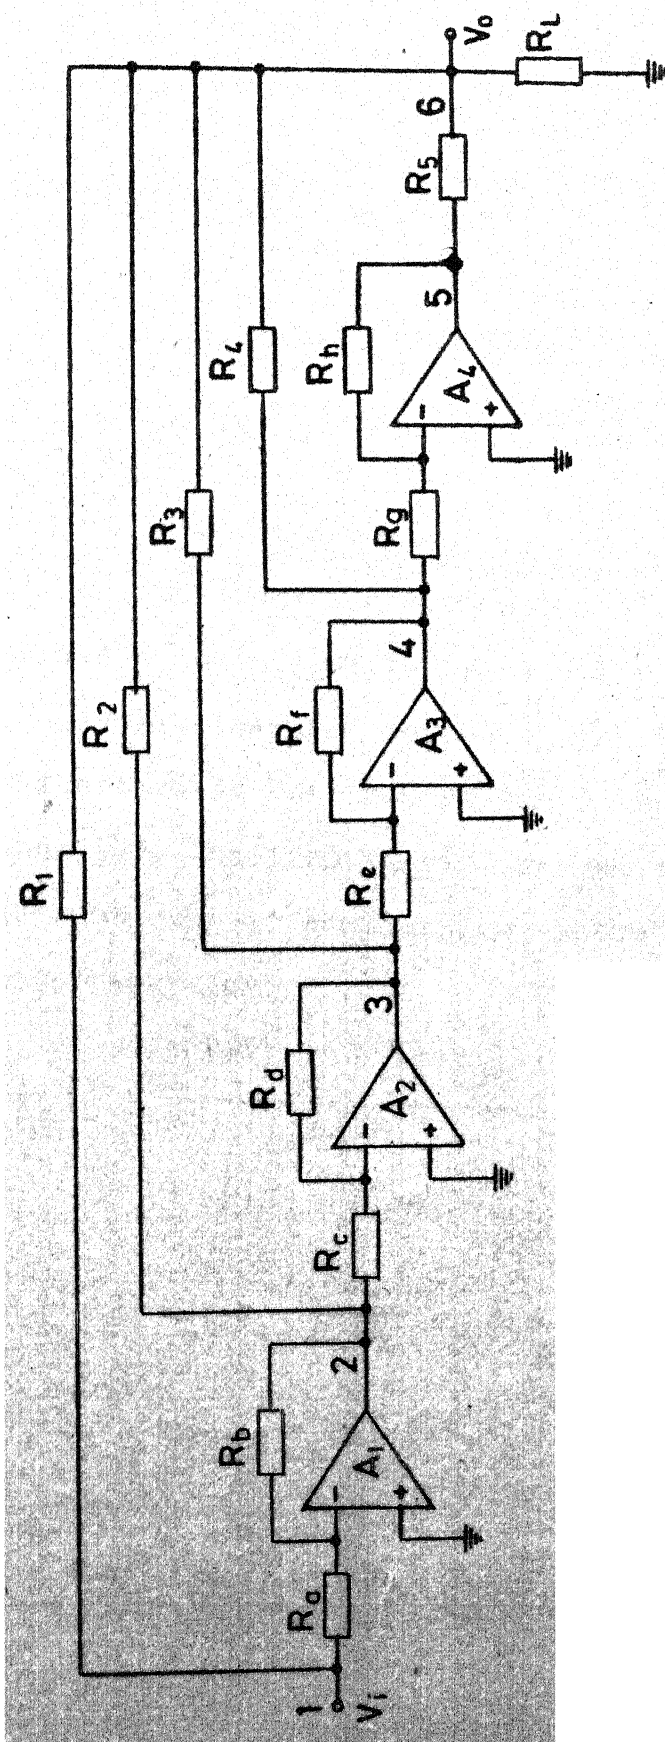 R1
R2
R3
R4
Rb
Rd
Rf
Rh
1
Vi
Ra
-
+
A1
2
Rc
-
+
A2
3
Re
-
+
A3
4
Rg
-
+
A4
5
R5
6
Vo
RL